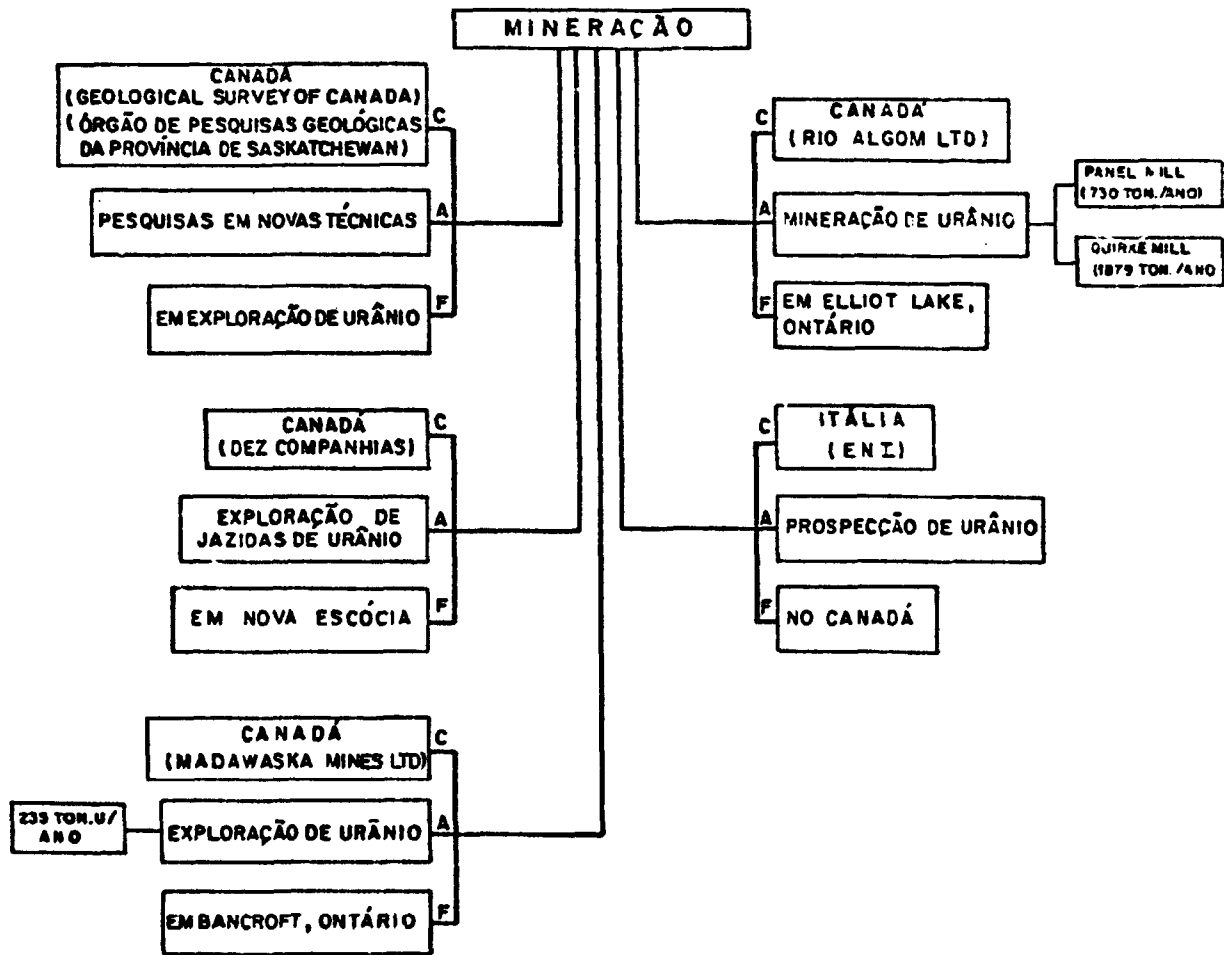 MINERAÇÃO
CANADÁ
(GEOLOGICAL SURVEY OF CANADA)
(ÓRGÃO DE PESQUISAS GEOLÓGICAS
DA PROVÍNCIA DE SASKATCHEWAN)
C
PESQUISAS EM NOVAS TÉCNICAS
A
EM EXPLORAÇÃO DE URÂNIO
F
CANADÁ
(RIO ALGOM LTD)
C
MINERAÇÃO DE URÂNIO
A
PANEL MILL
(730 TON./ANO)
QUIRKE MILL
(1879 TON./ANO
EM ELLIOT LAKE,
ONTÁRIO
F
CANADÁ
(DEZ COMPANHIAS)
C
EXPLORAÇÃO DE
JAZIDAS DE URÂNIO
A
EM NOVA ESCÓCIA
F
ITÁLIA
(ENI)
C
PROSPECÇÃO DE URÂNIO
A
NO CANADÁ
F
CANADÁ
(MADAWASKA MINES LTD)
C
235 TON.U/
ANO
EXPLORAÇÃO DE URÂNIO
A
EM BANCROFT, ONTÁRIO
F